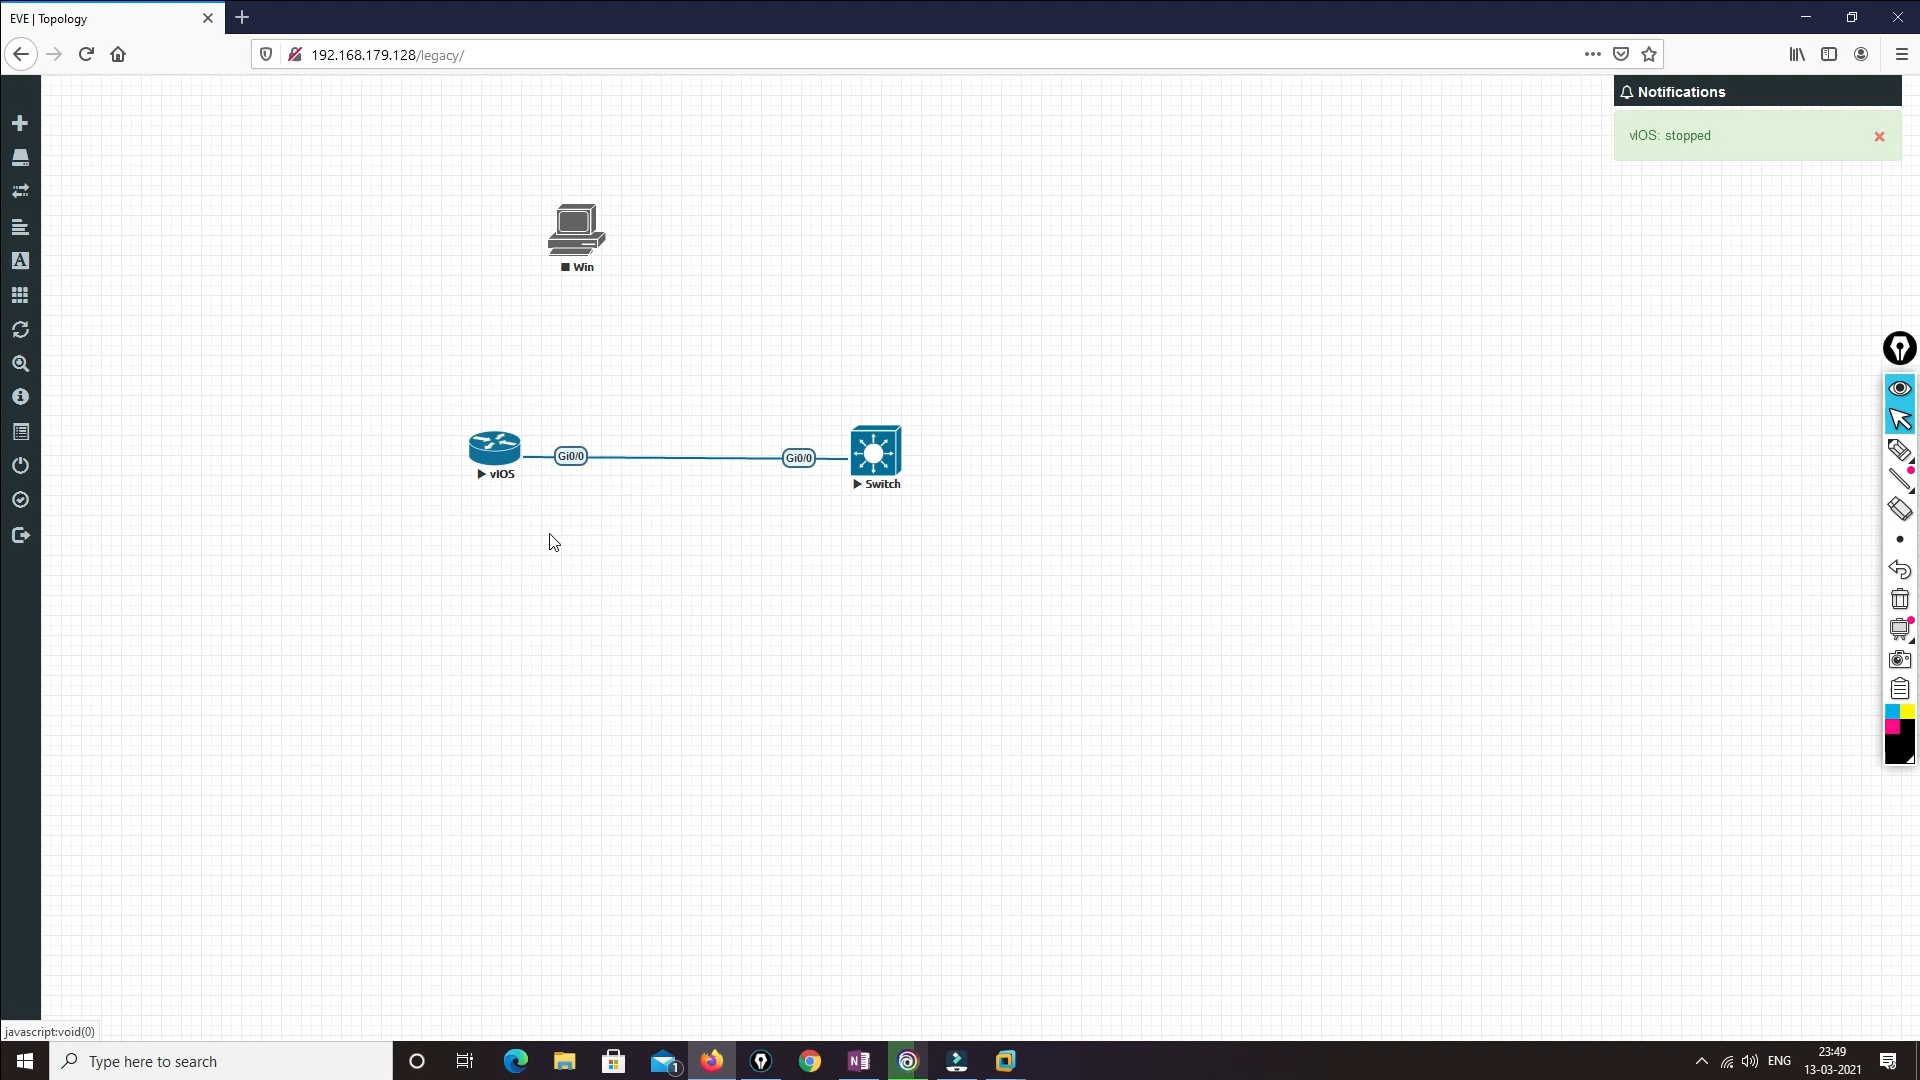 EVE | Topology
192.168.179.128/legacy/
Notifications
vIOS: stopped
A
Win
Gi0/0
Gi0/0
vIOS
Switch
javascript:void(0)
Type here to search
1
N
ENG
23:49
13-03-2021